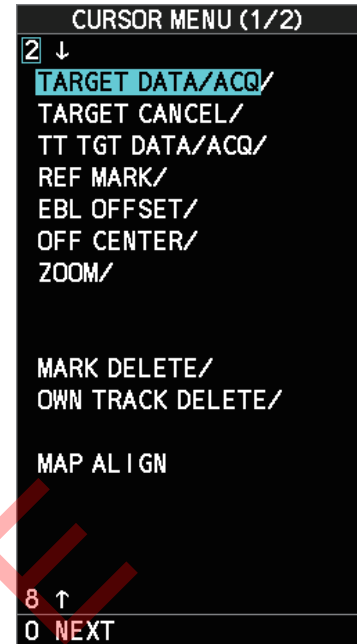 CURSOR MENU (1/2)
2 ↓
TARGET DATA/ACQ/
TARGET CANCEL/
TT TGT DATA/ACQ/
REF MARK/
EBL OFFSET/
OFF CENTER/
ZOOM/
MARK DELETE/
OWN TRACK DELETE/
MAP ALIGN
8 ↑
0 NEXT